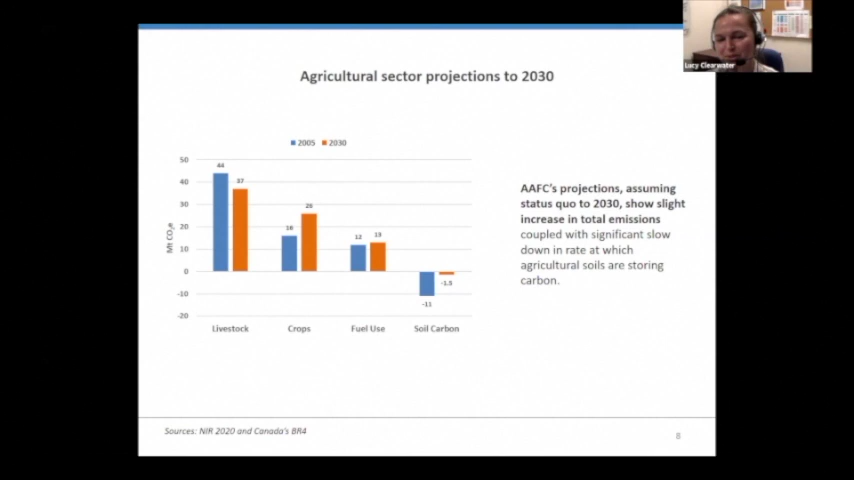 Lucy Clearwater
Agricultural sector projections to 2030
2005 2030
50
40
30
20
10
0
-10
-20
Mt CO2e
44
37
16
26
12
13
-11
-1.5
Livestock Crops Fuel Use Soil Carbon
AAFC's projections, assuming
status quo to 2030, show slight
increase in total emissions
coupled with significant slow
down in rate at which
agricultural soils are storing
carbon.
Sources: NIR 2020 and Canada's BR4
8